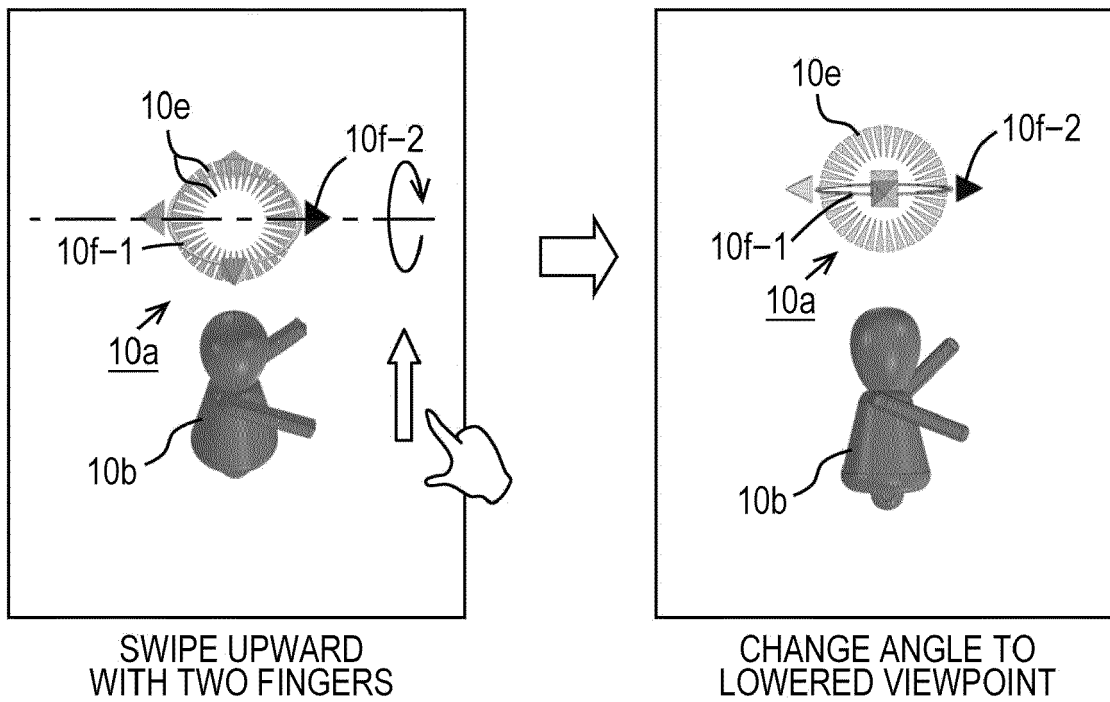 10e
10f-2
10f-1
10a
10b
SWIPE UPWARD
WITH TWO FINGERS
10e
10f-2
10f-1
10a
10b
CHANGE ANGLE TO
LOWERED VIEWPOINT